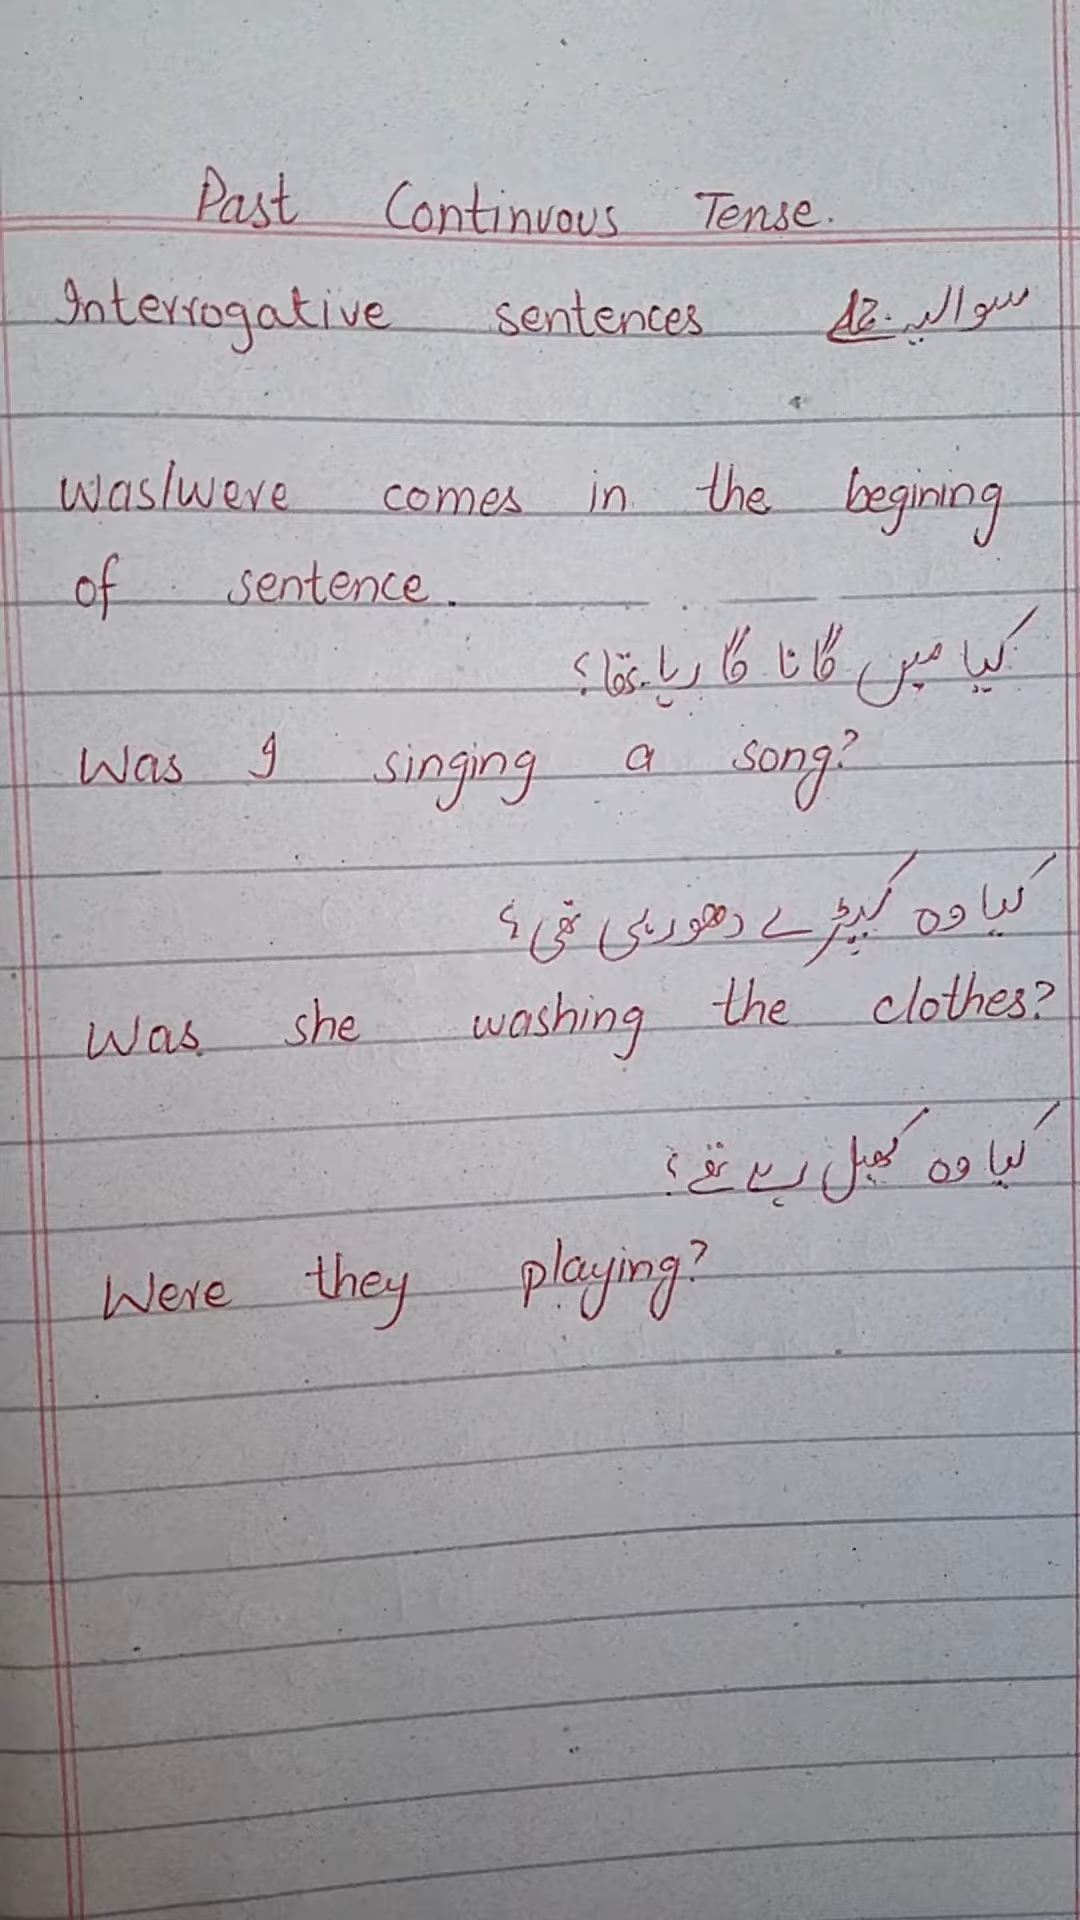 Past Continuous Tense.
Interrogative sentences سوالیہ جملے
Was/were comes in the begining
of sentence.
کیا میں گانا گا رہا تھا؟
Was I singing a song?
کیا وہ کپڑے دھو رہی تھی؟
Was she washing the clothes?
کیا وہ کھیل رہے تھے؟
Were they playing?